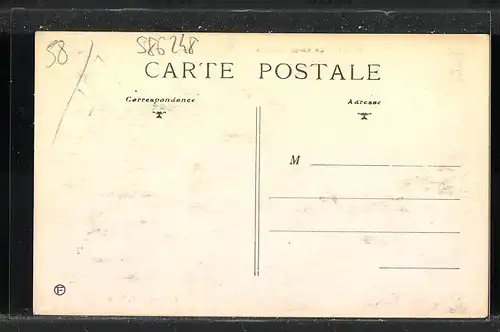 58 586248
CARTE POSTALE
Correspondance Adresse
M
F